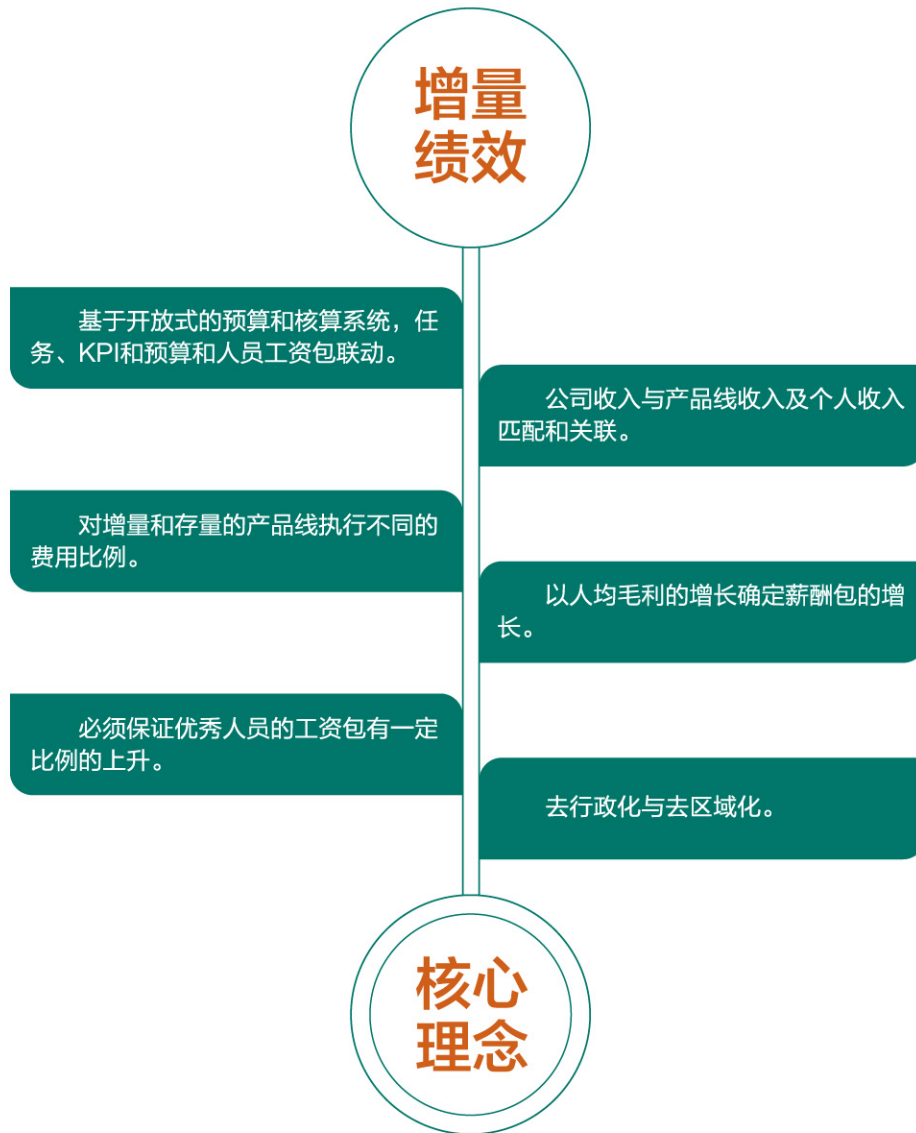 增量
绩效
基于开放式的预算和核算系统，任
务、KPI和预算和人员工资包联动。
公司收入与产品线收入及个人收入
匹配和关联。
对增量和存量的产品线执行不同的
费用比例。
以人均毛利的增长确定薪酬包的增
长。
必须保证优秀人员的工资包有一定
比例的上升。
去行政化与去区域化。
核心
理念